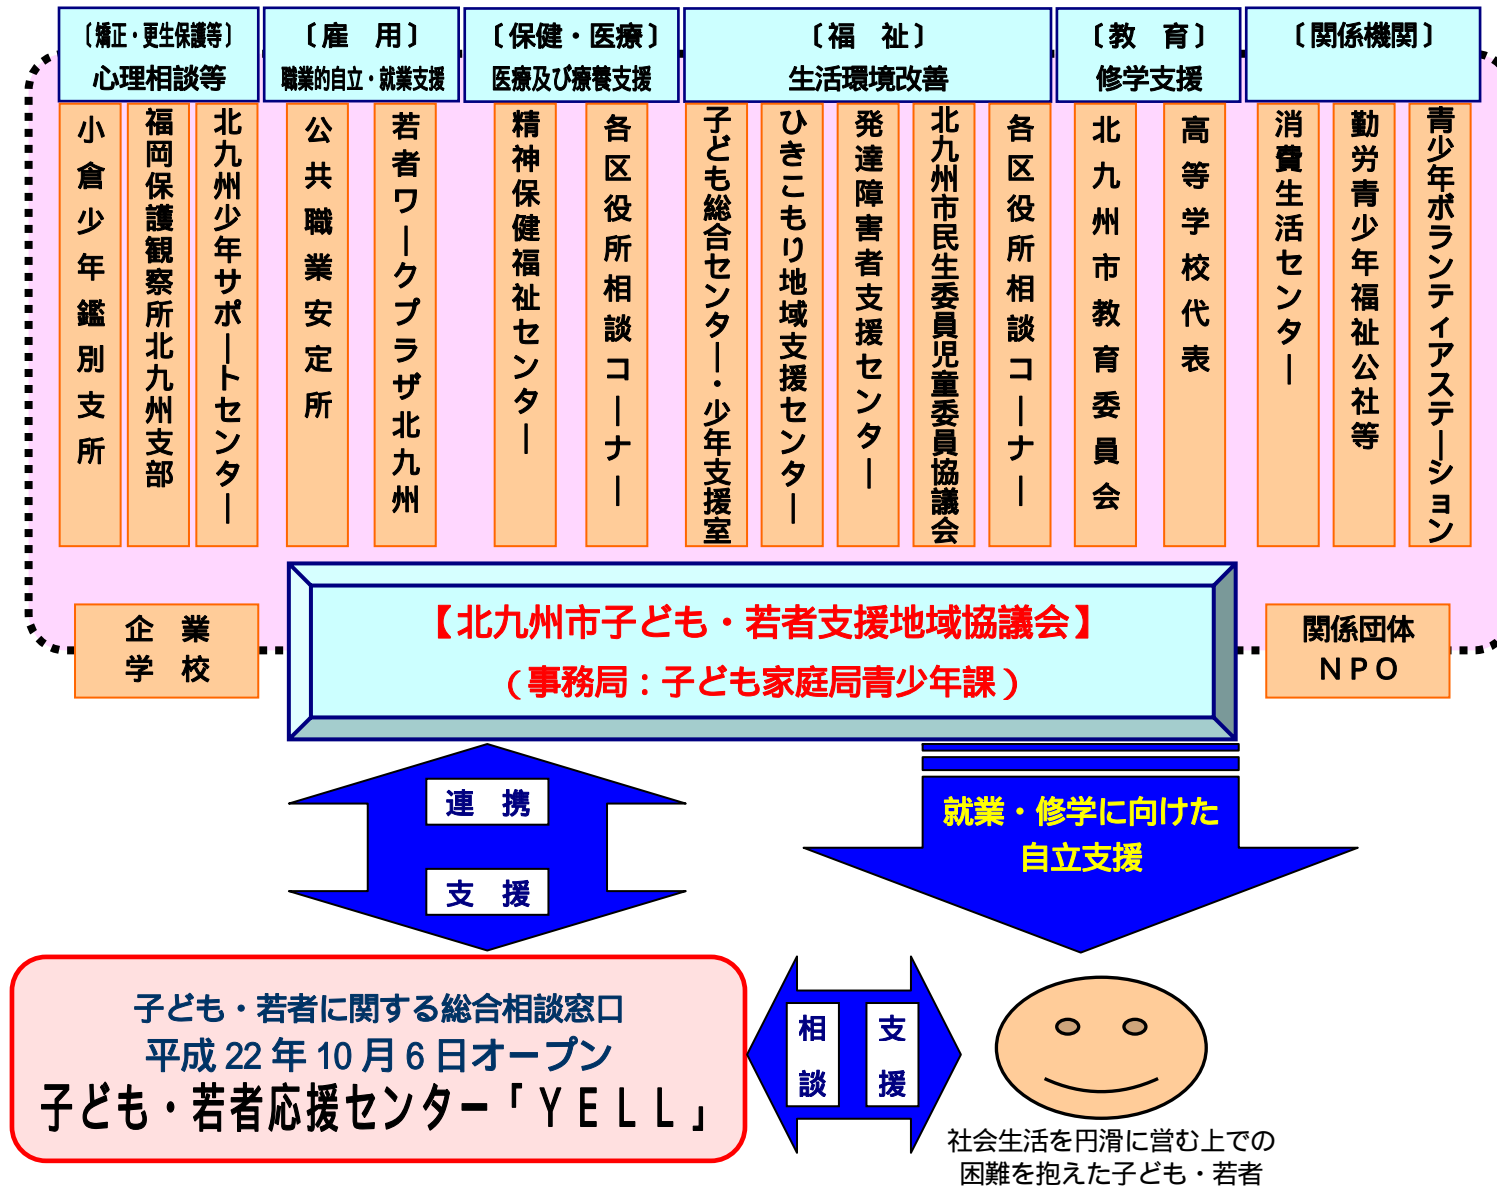 〔矯正・更生保護等〕
心理相談等
〔雇　用〕
職業的自立・就業支援
〔保健・医療〕
医療及び療養支援
〔福　祉〕
生活環境改善
〔教　育〕
修学支援
〔関係機関〕
小倉少年鑑別支所
福岡保護観察所北九州支部
北九州少年サポートセンター
公共職業安定所
若者ワークプラザ北九州
精神保健福祉センター
各区役所相談コーナー
子ども総合センター・少年支援室
ひきこもり地域支援センター
発達障害者支援センター
北九州市民生委員児童委員協議会
各区役所相談コーナー
北九州市教育委員会
高等学校代表
消費生活センター
勤労青少年福祉公社等
青少年ボランティアステーション
企　業
学　校
【北九州市子ども・若者支援地域協議会】
（事務局：子ども家庭局青少年課）
関係団体
ＮＰＯ
連　携
支　援
就業・修学に向けた
自立支援
子ども・若者に関する総合相談窓口
平成 22 年 10 月 6 日オープン
子ども・若者応援センター「ＹＥＬＬ」
相談
支援
社会生活を円滑に営む上での
困難を抱えた子ども・若者